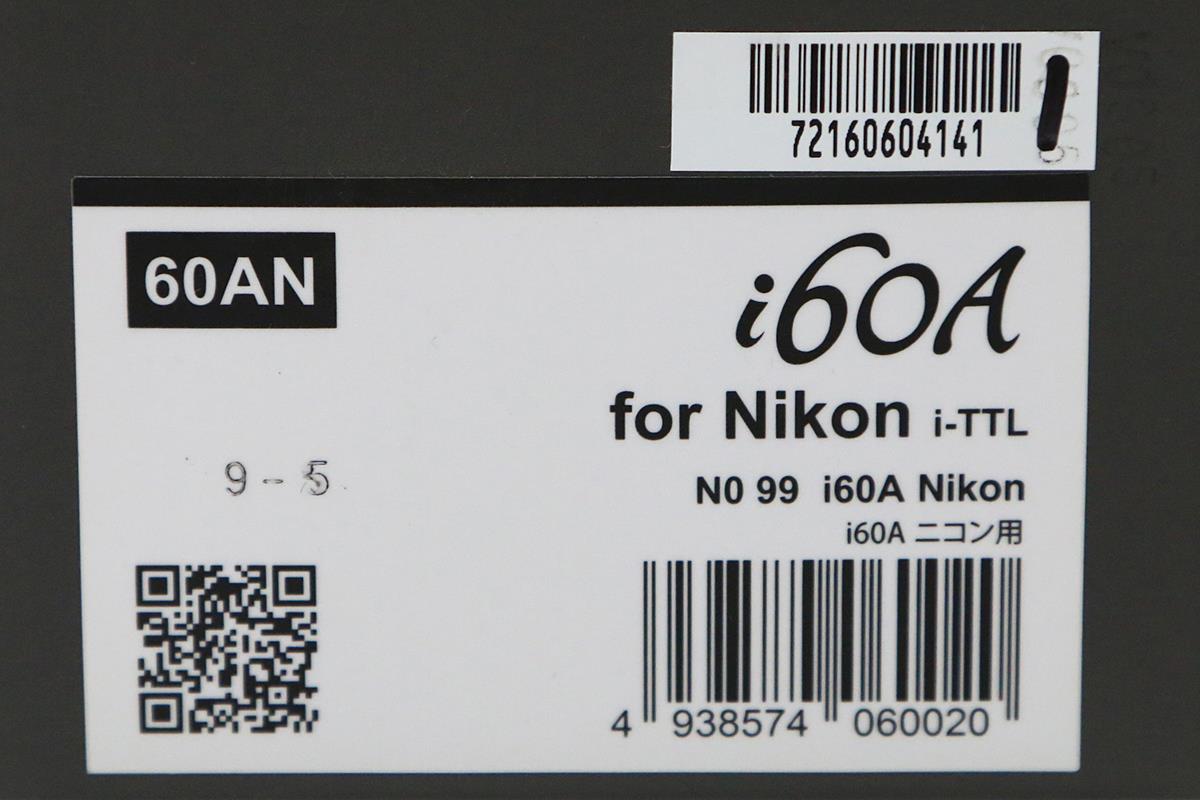 72160604141
60AN
i60A
for Nikon i-TTL
9-5
N0 99 i60A Nikon
i60A ニコン用
4 938574 060020